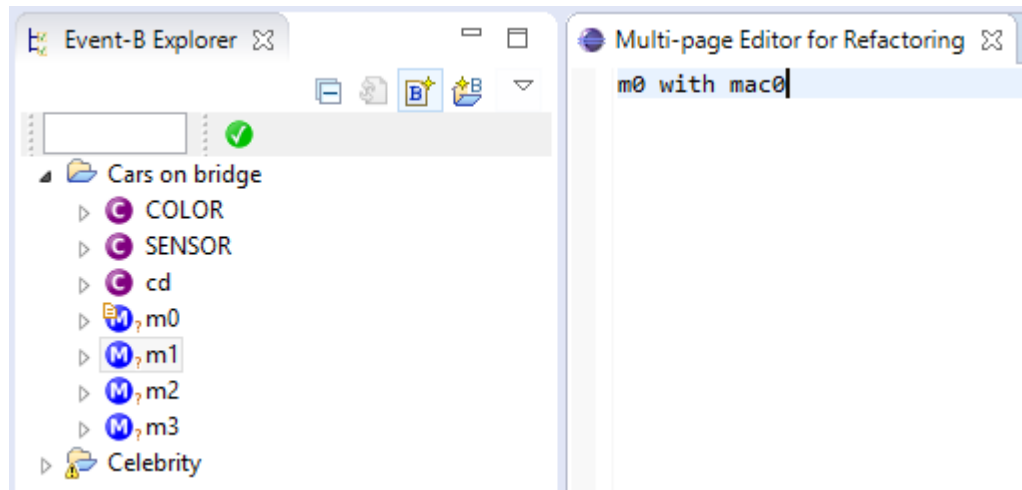 Event-B Explorer
Cars on bridge
COLOR
SENSOR
cd
m0
m1
m2
m3
Celebrity
Multi-page Editor for Refactoring
m0 with mac0